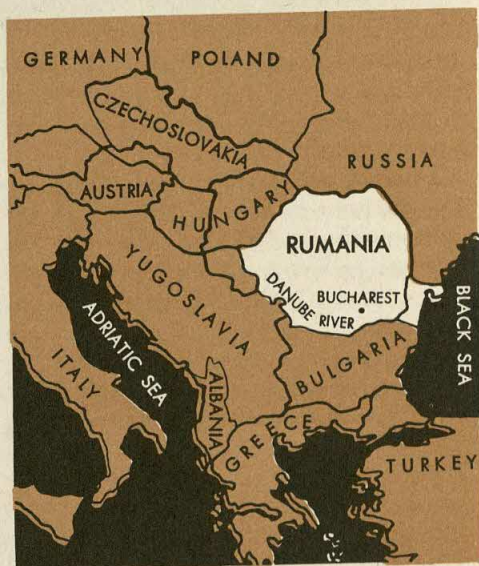 GERMANY
POLAND
CZECHOSLOVAKIA
RUSSIA
AUSTRIA
HUNGARY
RUMANIA
YUGOSLAVIA
DANUBE
RIVER
BUCHAREST
BLACK SEA
ADRIATIC SEA
ITALY
BULGARIA
ALBANIA
GREECE
TURKEY